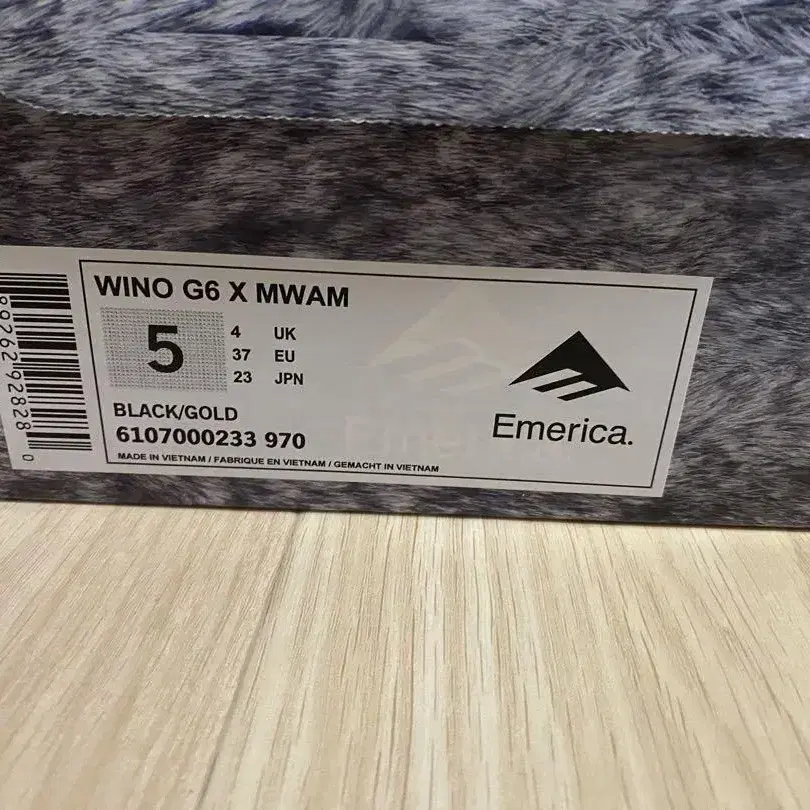 WINO G6 X MWAM
5
4 UK
37 EU
23 JPN
BLACK/GOLD
6107000233 970
MADE IN VIETNAM / FABRIQUE EN VIETNAM / GEMACHT IN VIETNAM
Emerica.